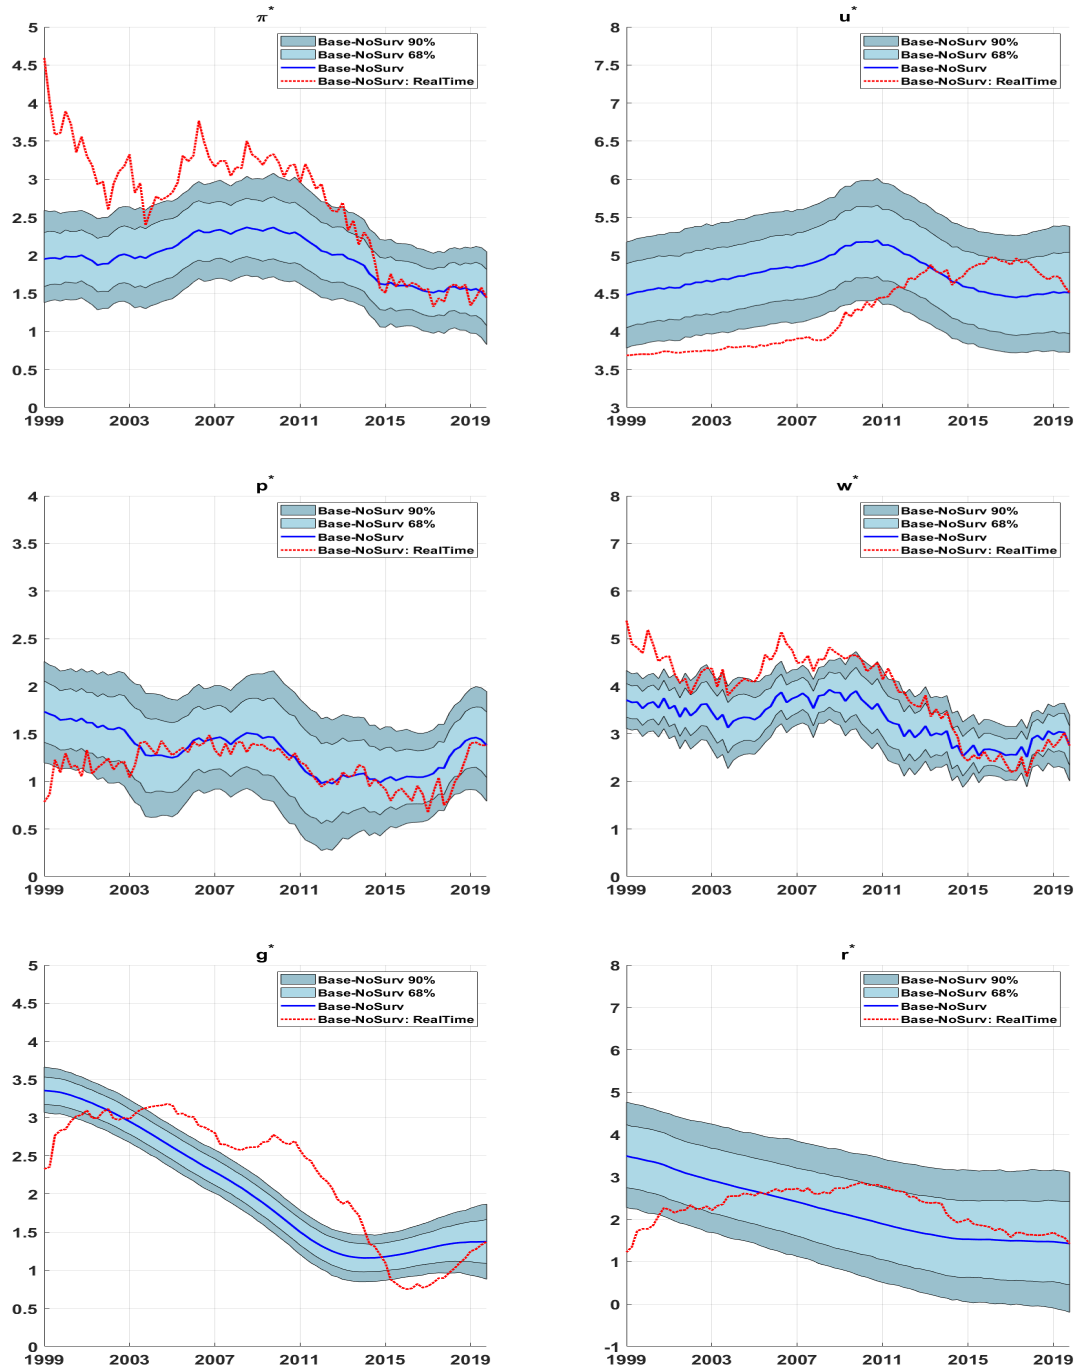 π*
5
4.5
4
3.5
3
2.5
2
1.5
1
0.5
0
1999 2003 2007 2011 2015 2019
Base-NoSurv 90%
Base-NoSurv 68%
Base-NoSurv
Base-NoSurv: RealTime
u*
8
7.5
7
6.5
6
5.5
5
4.5
4
3.5
3
1999 2003 2007 2011 2015 2019
Base-NoSurv 90%
Base-NoSurv 68%
Base-NoSurv
Base-NoSurv: RealTime
p*
4
3.5
3
2.5
2
1.5
1
0.5
0
1999 2003 2007 2011 2015 2019
Base-NoSurv 90%
Base-NoSurv 68%
Base-NoSurv
Base-NoSurv: RealTime
w*
8
7
6
5
4
3
2
1
0
1999 2003 2007 2011 2015 2019
Base-NoSurv 90%
Base-NoSurv 68%
Base-NoSurv
Base-NoSurv: RealTime
g*
5
4.5
4
3.5
3
2.5
2
1.5
1
0.5
0
1999 2003 2007 2011 2015 2019
Base-NoSurv 90%
Base-NoSurv 68%
Base-NoSurv
Base-NoSurv: RealTime
r*
8
7
6
5
4
3
2
1
0
-1
1999 2003 2007 2011 2015 2019
Base-NoSurv 90%
Base-NoSurv 68%
Base-NoSurv
Base-NoSurv: RealTime